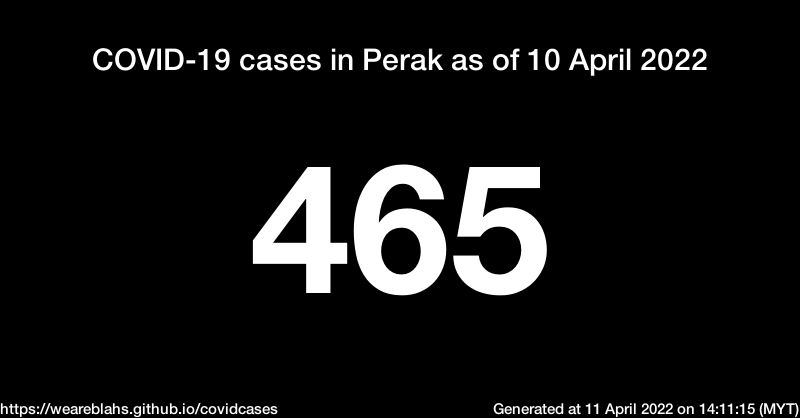 COVID-19 cases in Perak as of 10 April 2022
465
https://weareblahs.github.io/covidcases
Generated at 11 April 2022 on 14:11:15 (MYT)